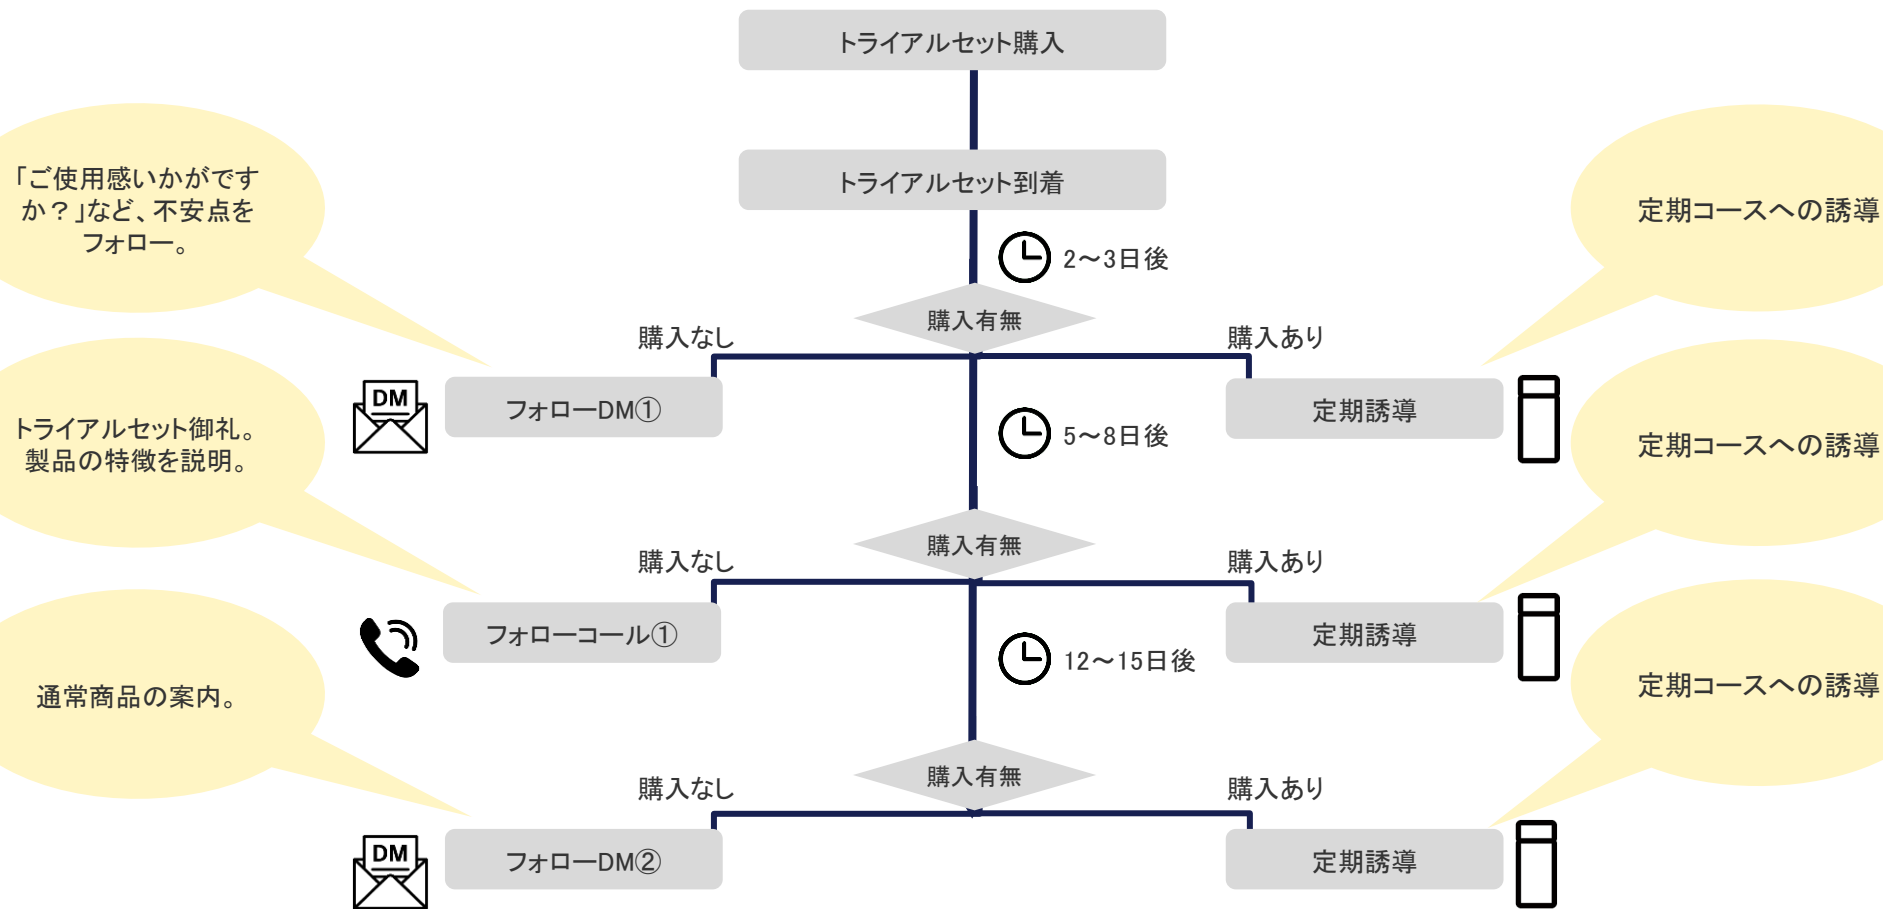 トライアルセット購入
トライアルセット到着
2～3日後
「ご使用感いかがです
か？」など、不安点を
フォロー。
定期コースへの誘導
購入有無
購入なし
購入あり
DM
フォローDM①
定期誘導
5～8日後
トライアルセット御礼。
製品の特徴を説明。
定期コースへの誘導
購入有無
購入なし
購入あり
フォローコール①
定期誘導
12～15日後
通常商品の案内。
定期コースへの誘導
購入有無
購入なし
購入あり
DM
フォローDM②
定期誘導